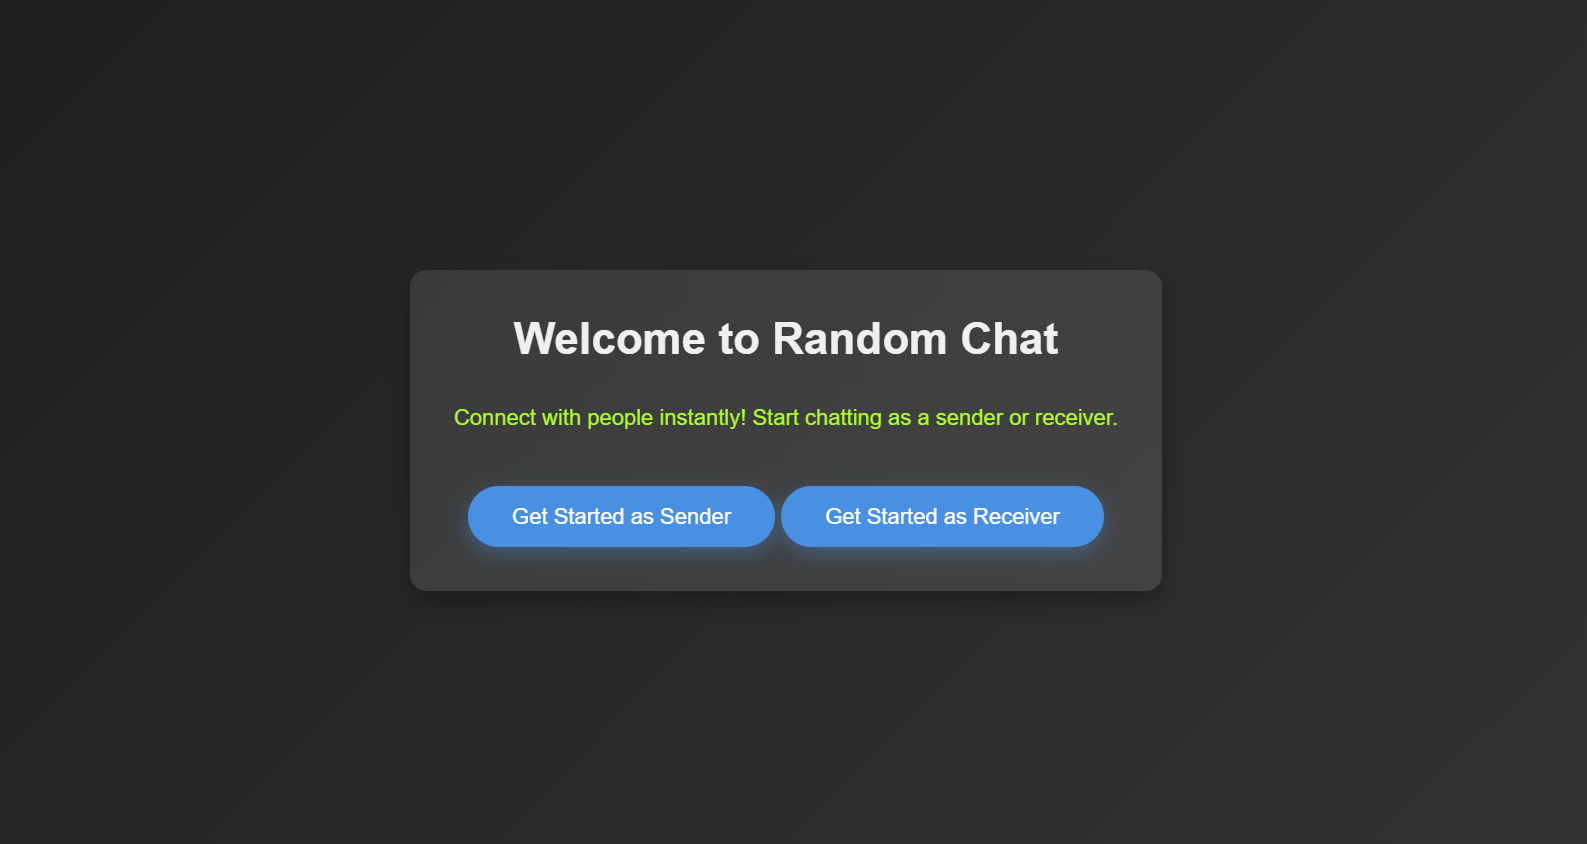 Welcome to Random Chat
Connect with people instantly! Start chatting as a sender or receiver.
Get Started as Sender
Get Started as Receiver